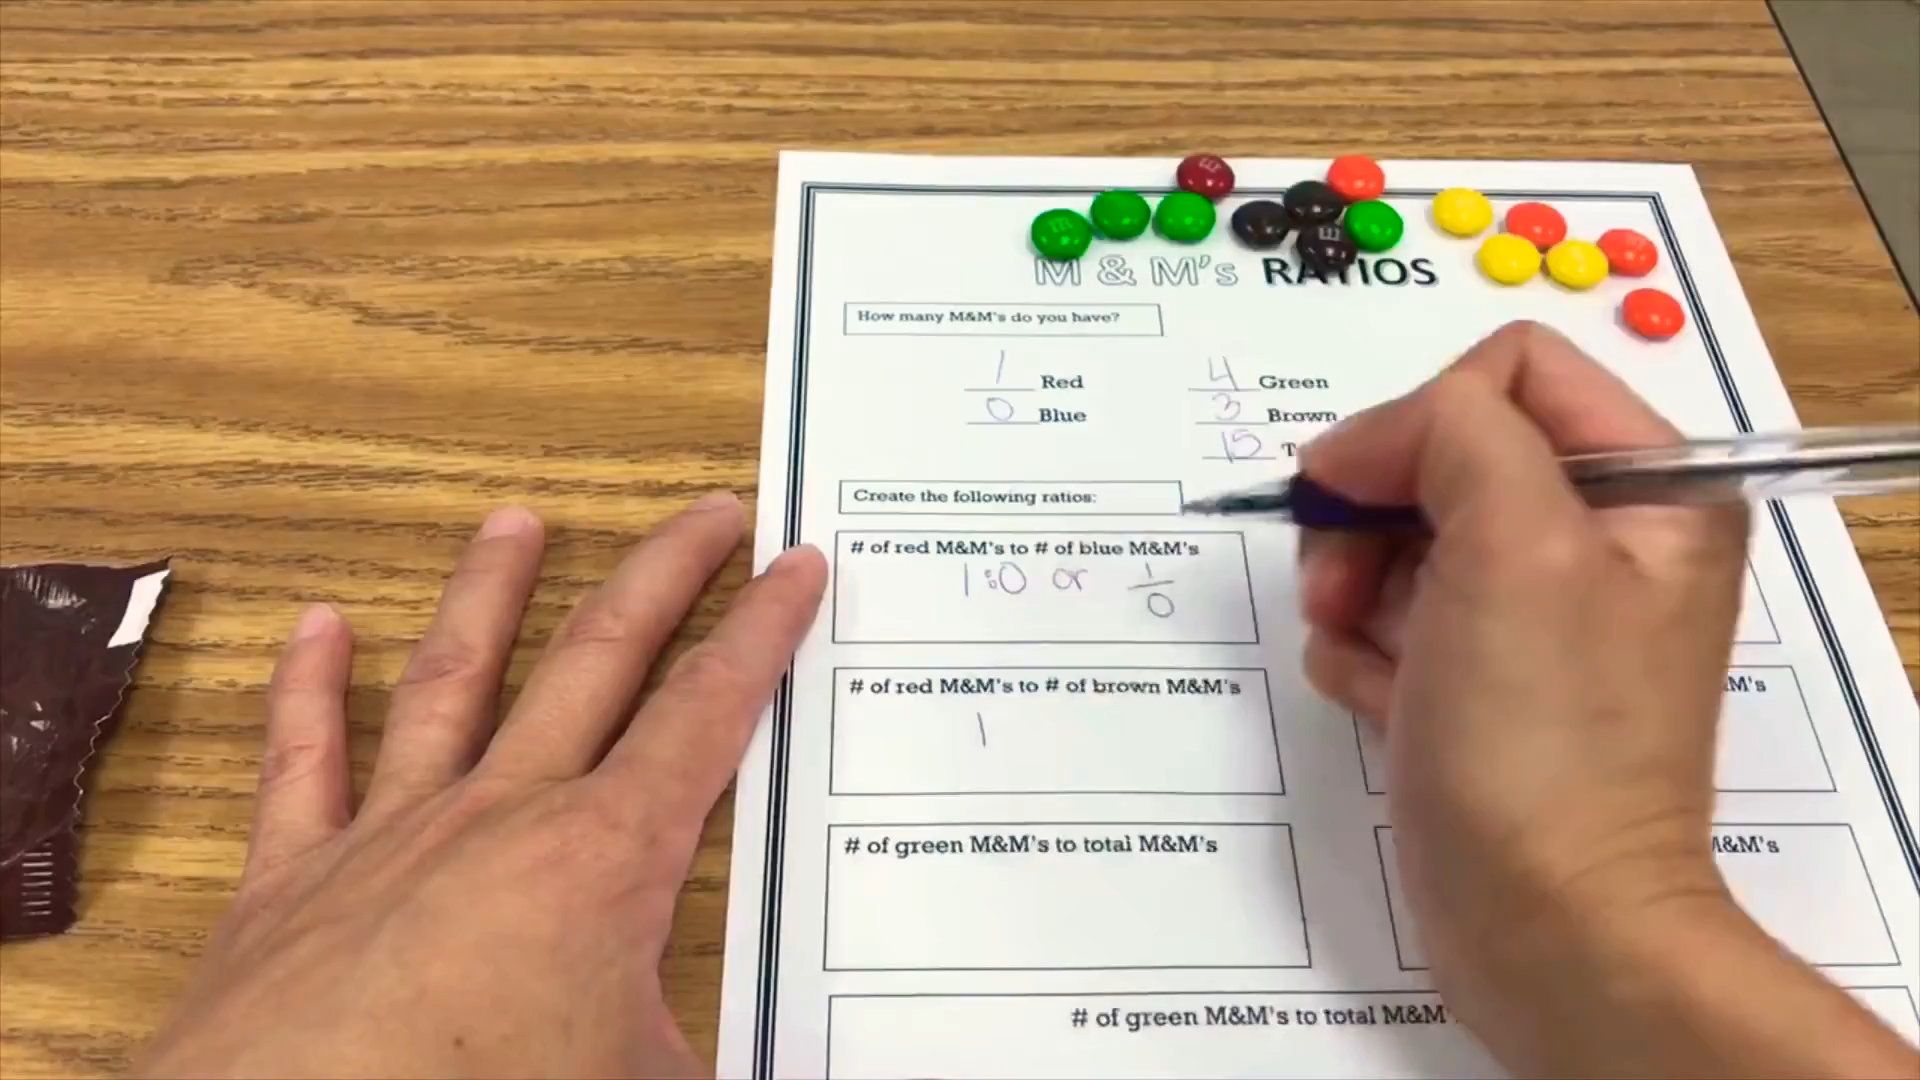 M & M's RATIOS
How many M&M's do you have?
1 Red
4 Green
0 Blue
3 Brown
15
Create the following ratios:
# of red M&M's to # of blue M&M's
1:0 or 1/0
# of red M&M's to # of brown M&M's
1
M's
# of green M&M's to total M&M's
M&M's
# of green M&M's to total M&M'